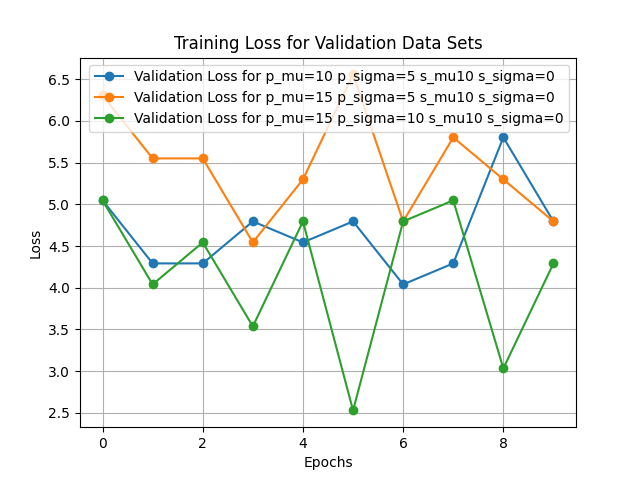 Training Loss for Validation Data Sets
Validation Loss for p_mu=10 p_sigma=5 s_mu10 s_sigma=0
Validation Loss for p_mu=15 p_sigma=5 s_mu10 s_sigma=0
Validation Loss for p_mu=15 p_sigma=10 s_mu10 s_sigma=0
6.5
6.0
5.5
5.0
4.5
4.0
3.5
3.0
2.5
Loss
0 2 4 6 8
Epochs